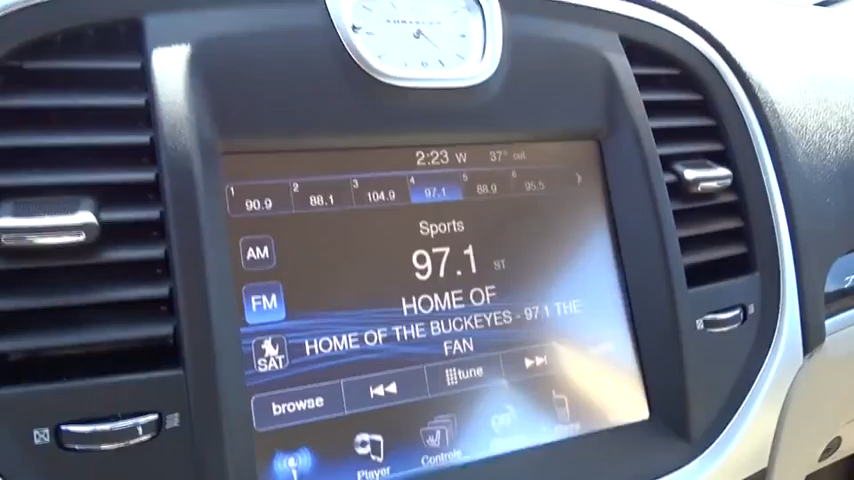 CHRYSLER
2:23 W 37° out
1 90.9 2 88.1 3 104.9 4 97.1 5 88.9 6 95.5
Sports
AM
97.1 ST
FM
HOME OF
HOME OF THE BUCKEYES - 97.1 THE
FAN
SAT
browse tune
Player Controls